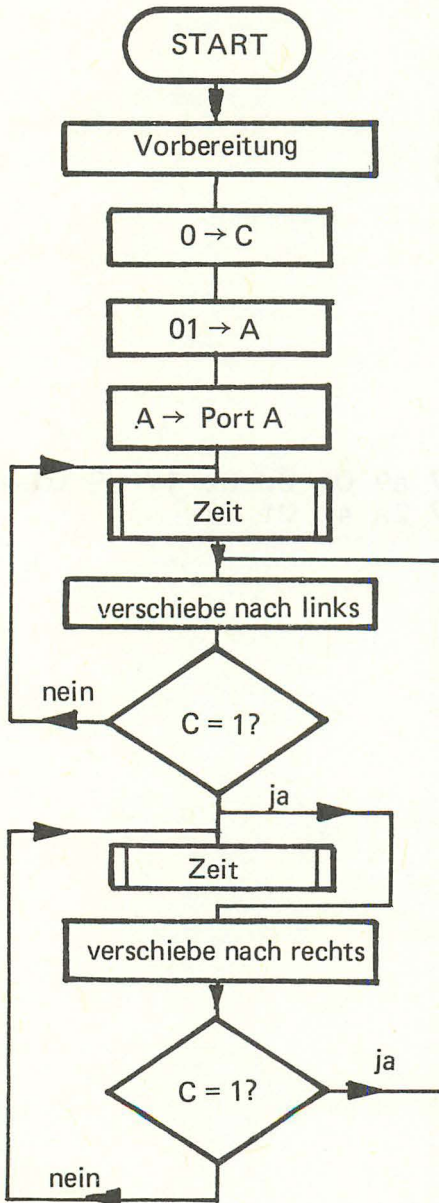 START
Vorbereitung
0 → C
01 → A
A → Port A
Zeit
verschiebe nach links
nein
C = 1?
ja
Zeit
verschiebe nach rechts
C = 1?
ja
nein